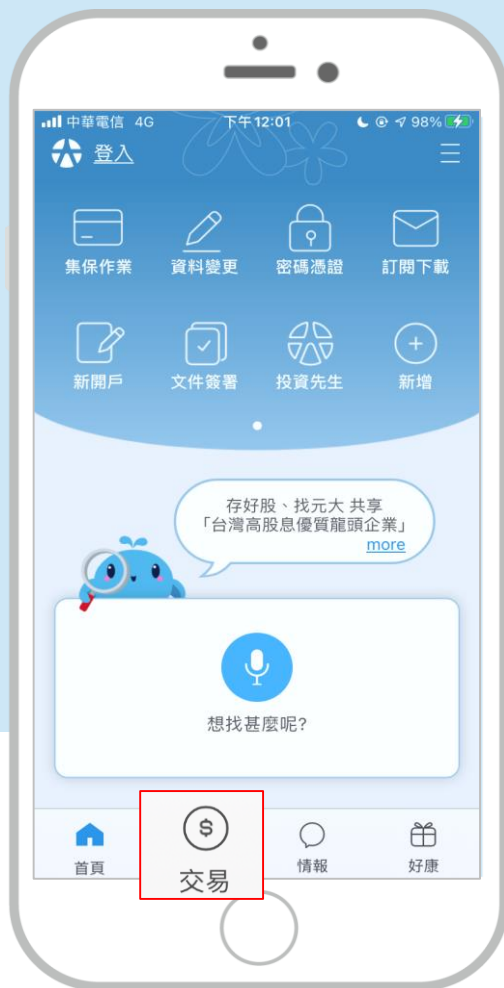 中華電信 4G 下午12:01 98%
登入
集保作業 資料變更 密碼憑證 訂閱下載
新開戶 文件簽署 投資先生 新增
存好股、找元大 共享
「台灣高股息優質龍頭企業」
more
想找甚麼呢?
首頁 交易 情報 好康